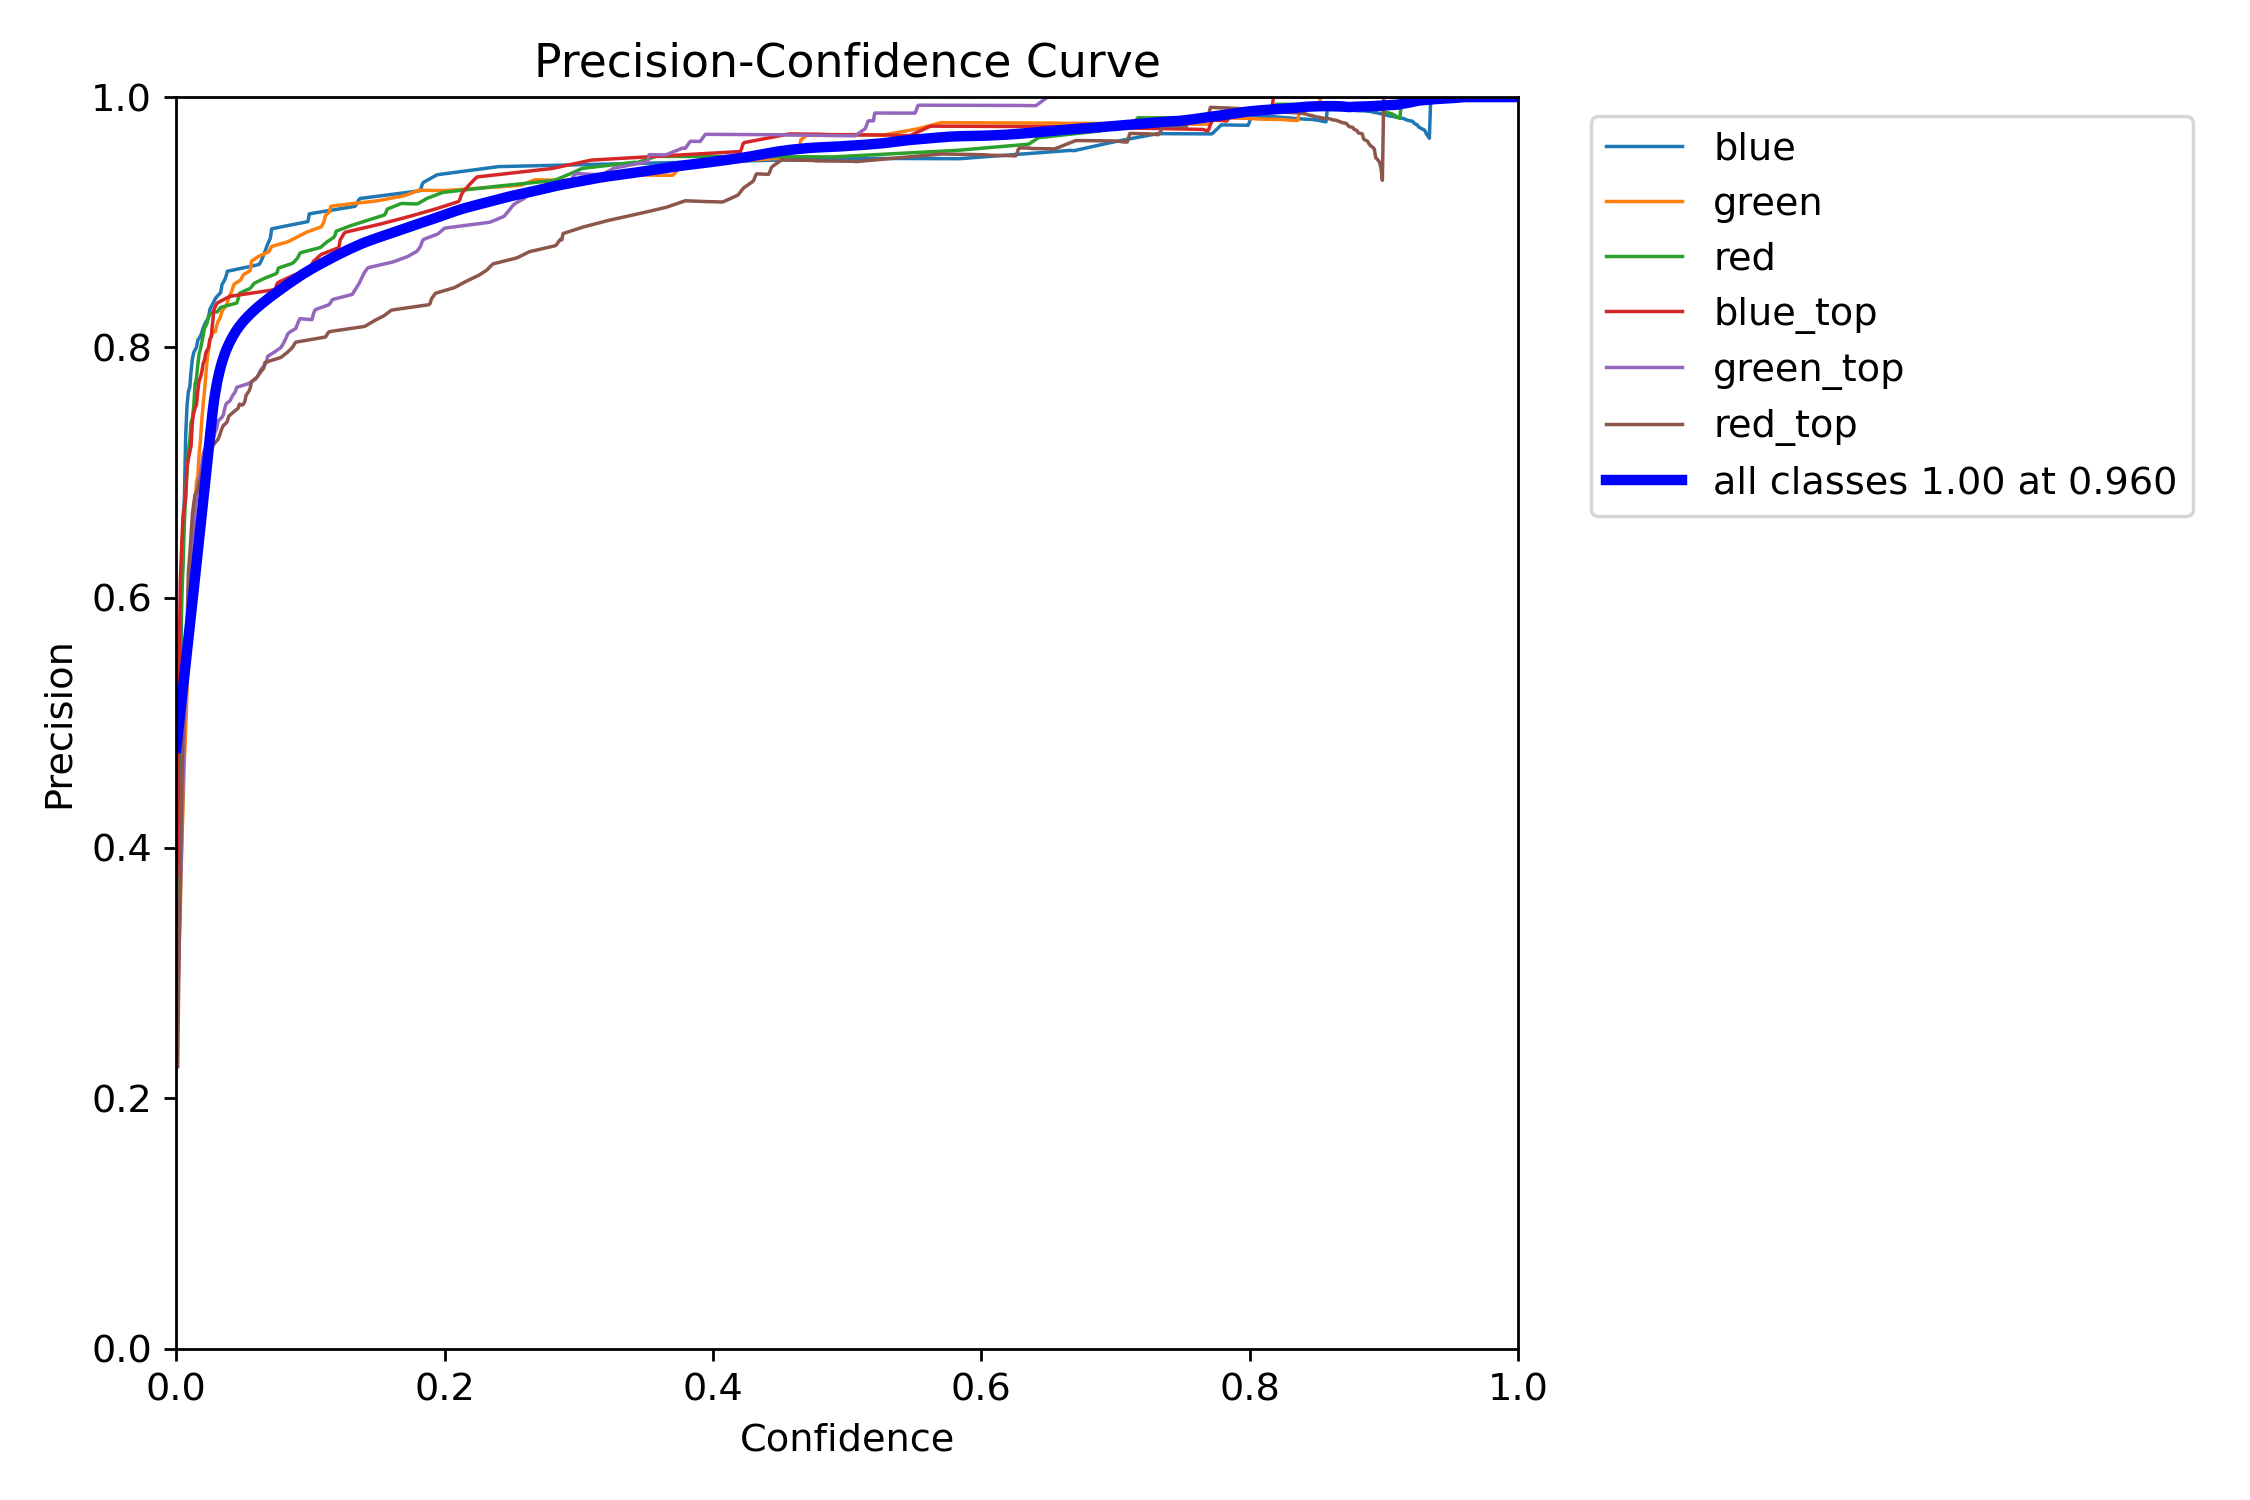 Precision-Confidence Curve
1.0
0.8
0.6
0.4
0.2
0.0
Precision
0.0 0.2 0.4 0.6 0.8 1.0
Confidence
blue
green
red
blue_top
green_top
red_top
all classes 1.00 at 0.960